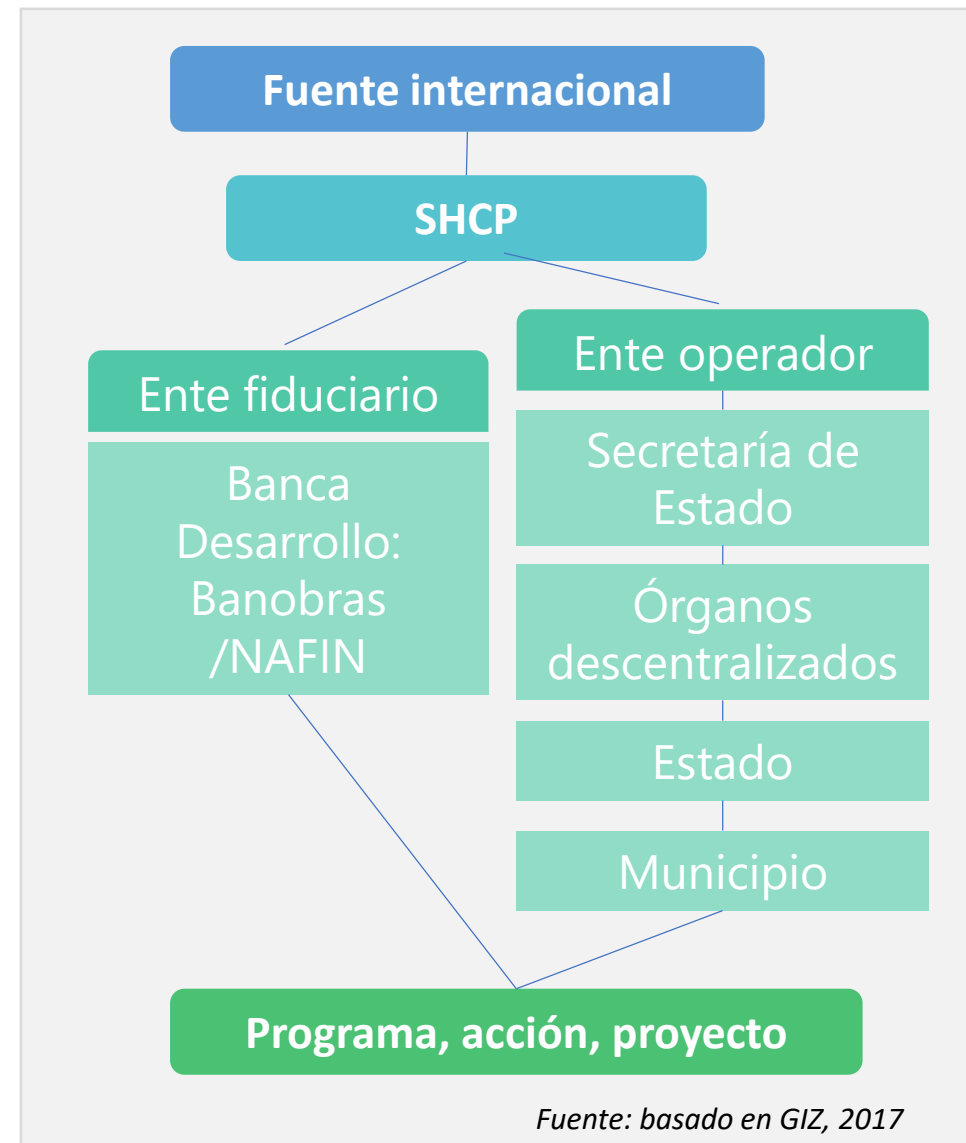 Fuente internacional
SHCP
Ente fiduciario
Banca
Desarrollo:
Banobras
/NAFIN
Ente operador
Secretaría de
Estado
Órganos
descentralizados
Estado
Municipio
Programa, acción, proyecto
Fuente: basado en GIZ, 2017